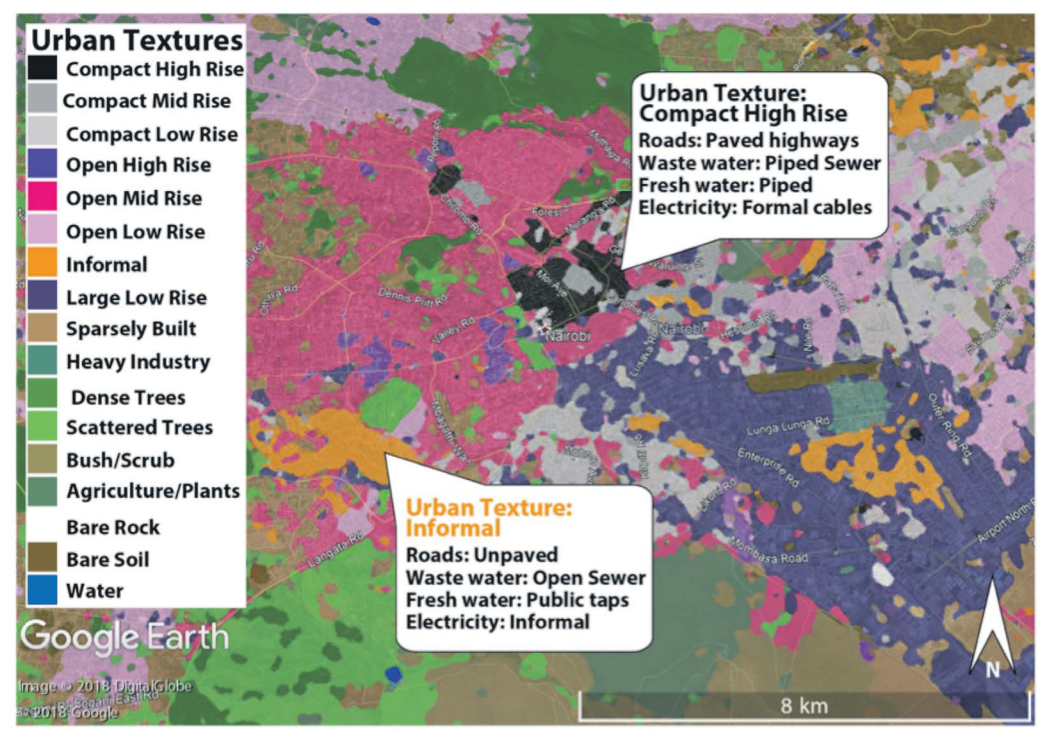 Urban Textures
Compact High Rise
Compact Mid Rise
Compact Low Rise
Open High Rise
Open Mid Rise
Open Low Rise
Informal
Large Low Rise
Sparsely Built
Heavy Industry
Dense Trees
Scattered Trees
Bush/Scrub
Agriculture/Plants
Bare Rock
Bare Soil
Water
Google Earth
Image © 2018 DigitalGlobe
©2018 Google
Urban Texture:
Compact High Rise
Roads: Paved highways
Waste water: Piped Sewer
Fresh water: Piped
Electricity: Formal cables
Urban Texture:
Informal
Roads: Unpaved
Waste water: Open Sewer
Fresh water: Public taps
Electricity: Informal
Dennis Pritt Rd
Valley Rd
Moi Ave
Nairobi
Nairobi
Lunga Lunga Rd
Enterprise Rd
Outer Ring Rd
Mombasa Road
Langata Rd
N
8 km